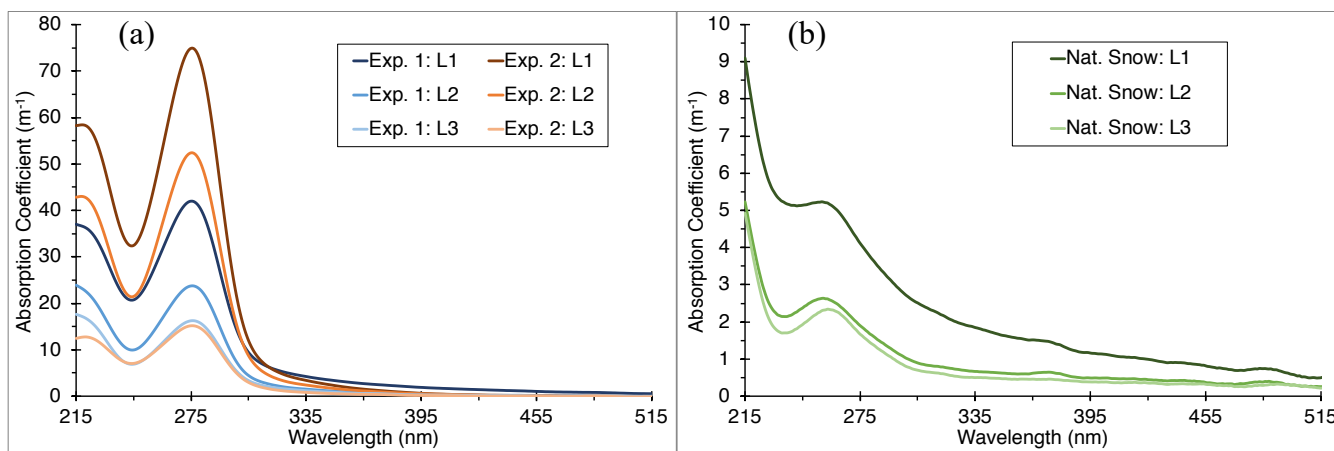 (a)
Exp. 1: L1 Exp. 2: L1
Exp. 1: L2 Exp. 2: L2
Exp. 1: L3 Exp. 2: L3
80
70
60
50
40
30
20
10
0
Absorption Coefficient (m⁻¹)
215 275 335 395 455 515
Wavelength (nm)
(b)
Nat. Snow: L1
Nat. Snow: L2
Nat. Snow: L3
10
9
8
7
6
5
4
3
2
1
0
Absorption Coefficient (m⁻¹)
215 275 335 395 455 515
Wavelength (nm)